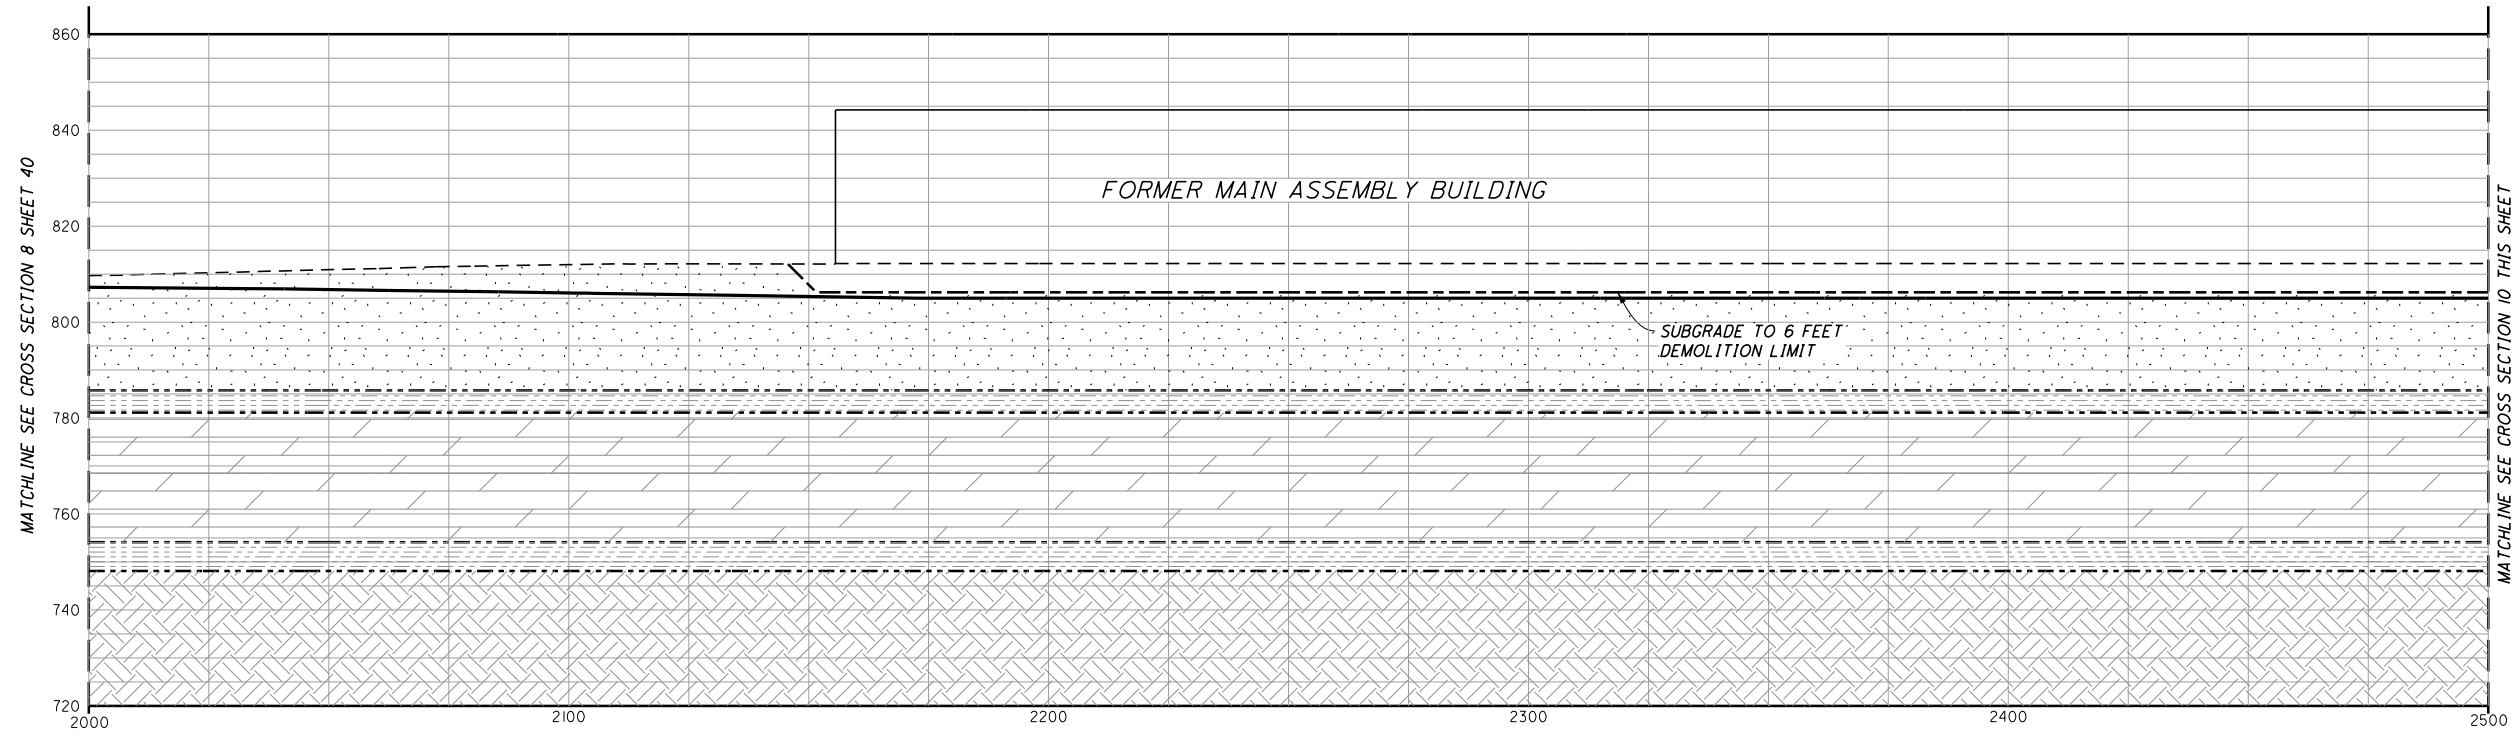 860
840
820
800
780
760
740
720
MATCHLINE SEE CROSS SECTION 8 SHEET 40
FORMER MAIN ASSEMBLY BUILDING
SUBGRADE TO 6 FEET
DEMOLITION LIMIT
MATCHLINE SEE CROSS SECTION 10 THIS SHEET
2000
2100
2200
2300
2400
2500